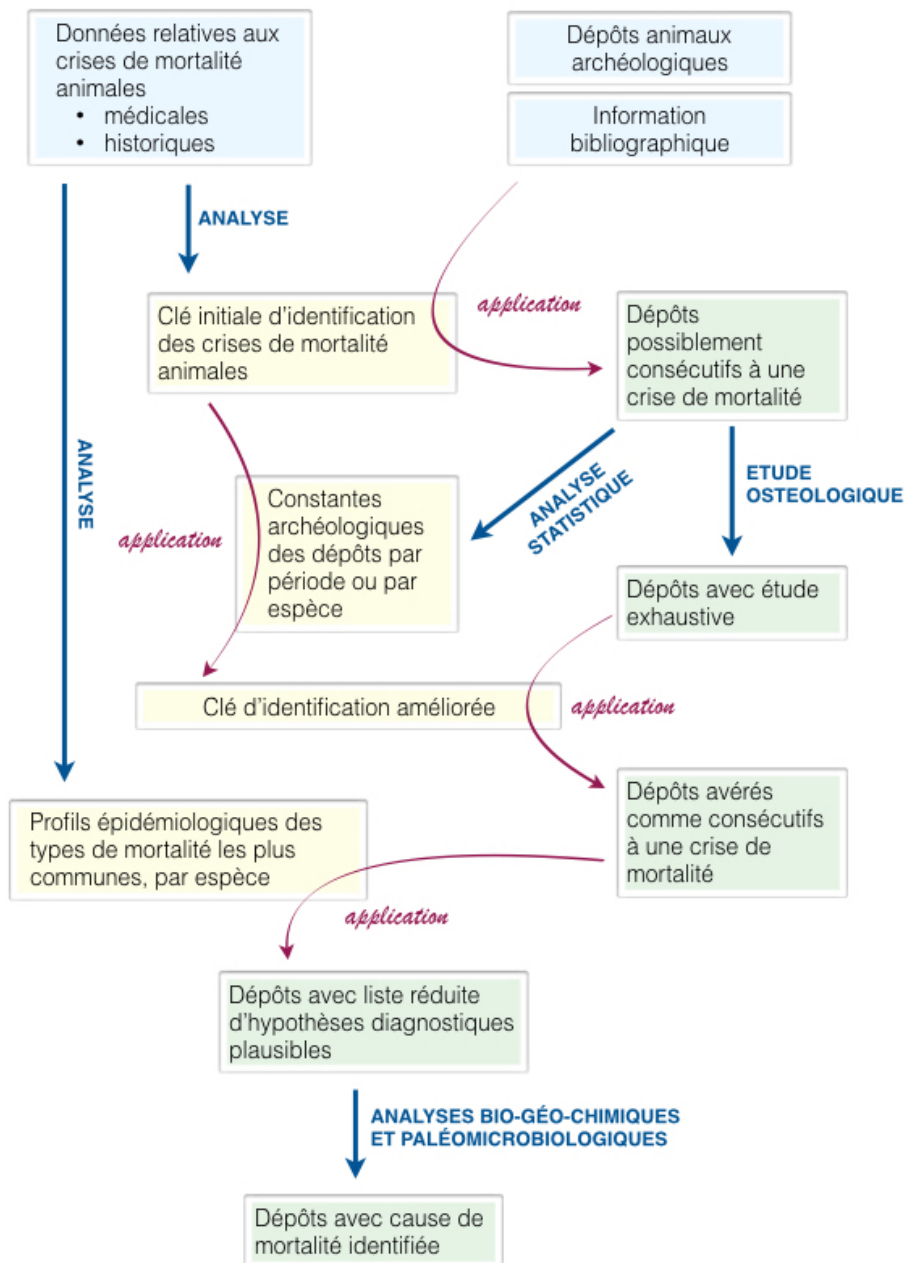 Données relatives aux
crises de mortalité
animales
• médicales
• historiques
Dépôts animaux
archéologiques
Information
bibliographique
ANALYSE
Clé initiale d'identification
des crises de mortalité
animales
application
Dépôts
possiblement
consécutifs à une
crise de mortalité
ANALYSE
application
Constantes
archéologiques
des dépôts par
période ou par
espèce
ANALYSE
STATISTIQUE
ETUDE
OSTEOLOGIQUE
Dépôts avec étude
exhaustive
Clé d'identification améliorée
application
Dépôts avérés
comme consécutifs
à une crise de
mortalité
Profils épidémiologiques des
types de mortalité les plus
communes, par espèce
application
Dépôts avec liste réduite
d'hypothèses diagnostiques
plausibles
ANALYSES BIO-GÉO-CHIMIQUES
ET PALÉOMICROBIOLOGIQUES
Dépôts avec cause de
mortalité identifiée